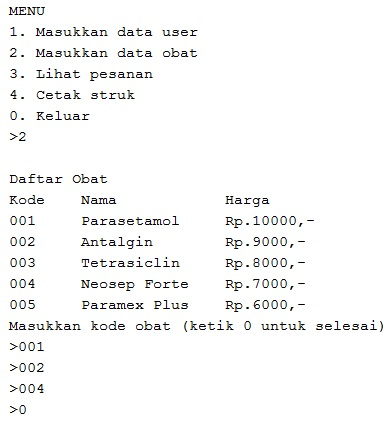 MENU
1. Masukkan data user
2. Masukkan data obat
3. Lihat pesanan
4. Cetak struk
0. Keluar
>2
Daftar Obat
Kode Nama Harga
001 Parasetamol Rp.10000,-
002 Antalgin Rp.9000,-
003 Tetrasiclin Rp.8000,-
004 Neosep Forte Rp.7000,-
005 Paramex Plus Rp.6000,-
Masukkan kode obat (ketik 0 untuk selesai)
>001
>002
>004
>0